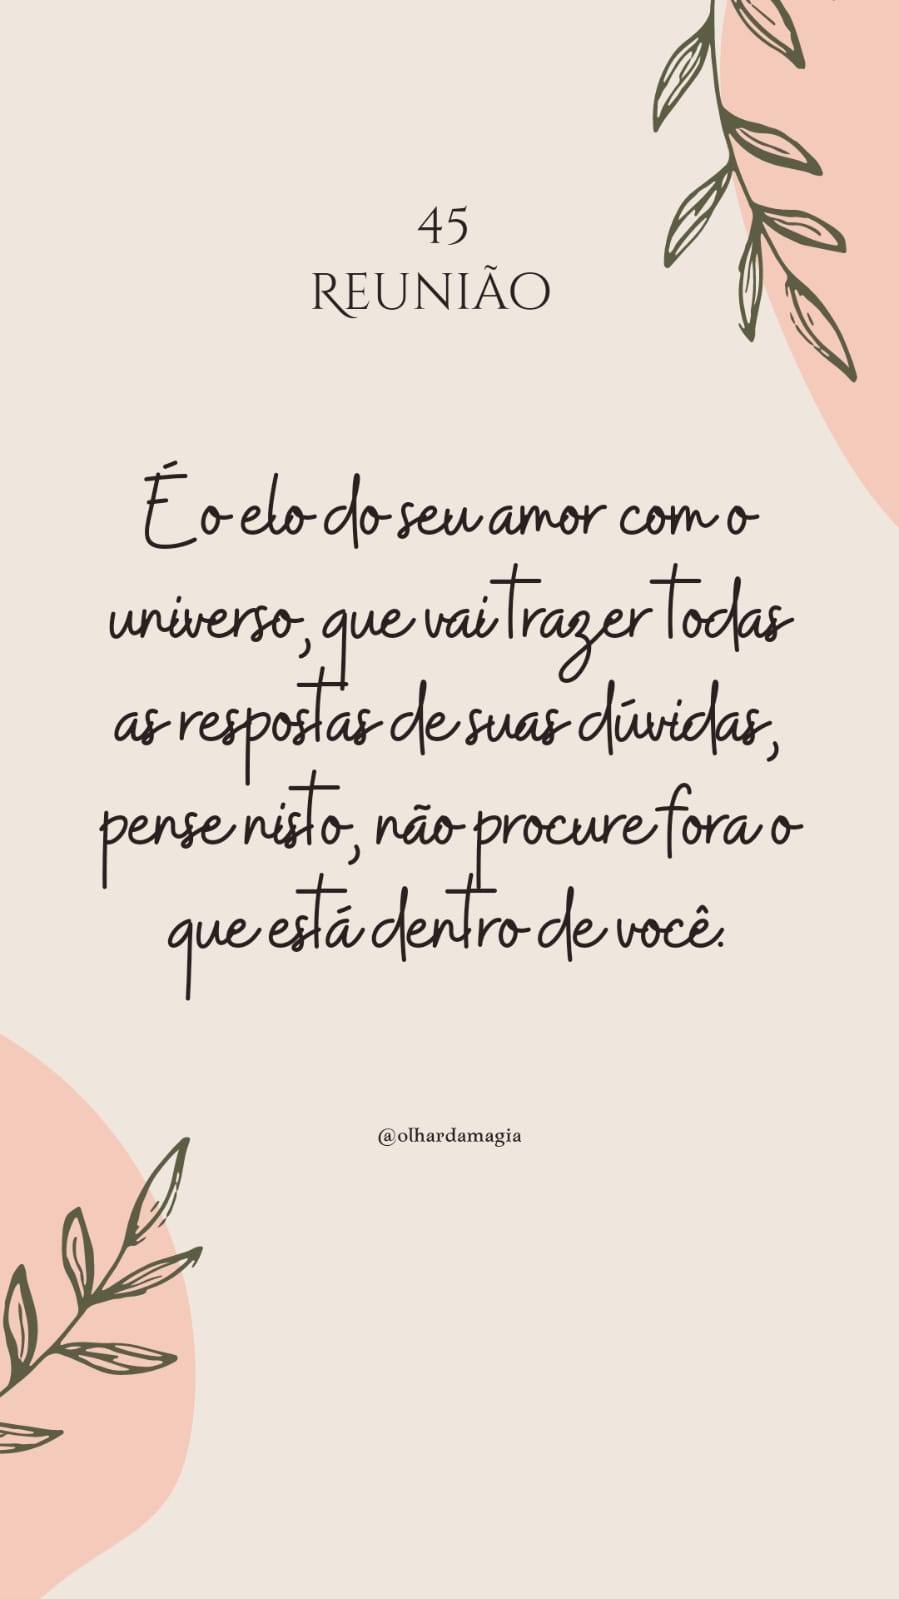 45
REUNIÃO
É o elo do seu amor com o
universo, que vai trazer todas
as respostas de suas dúvidas,
pense nisto, não procure fora o
que está dentro de você.
@olhardamagia